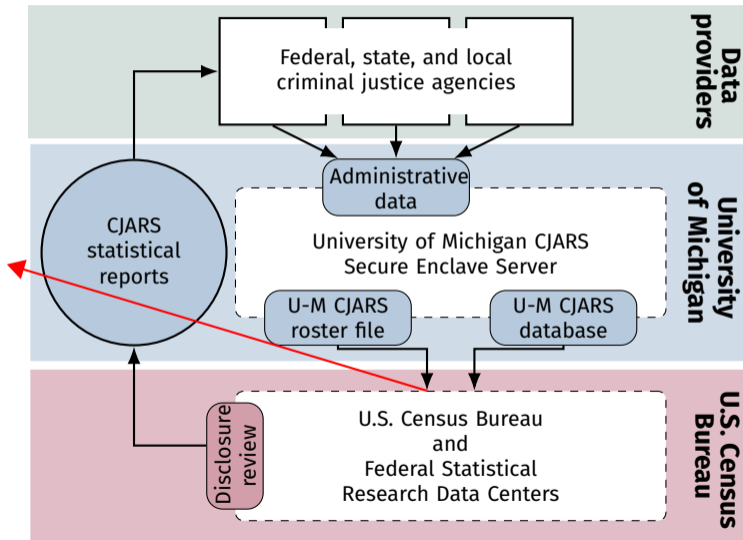 Federal, state, and local
criminal justice agencies
Data
providers
Administrative
data
University of Michigan CJARS
Secure Enclave Server
CJARS
statistical
reports
U-M CJARS
roster file
U-M CJARS
database
University
of Michigan
Disclosure
review
U.S. Census Bureau
and
Federal Statistical
Research Data Centers
U.S. Census
Bureau